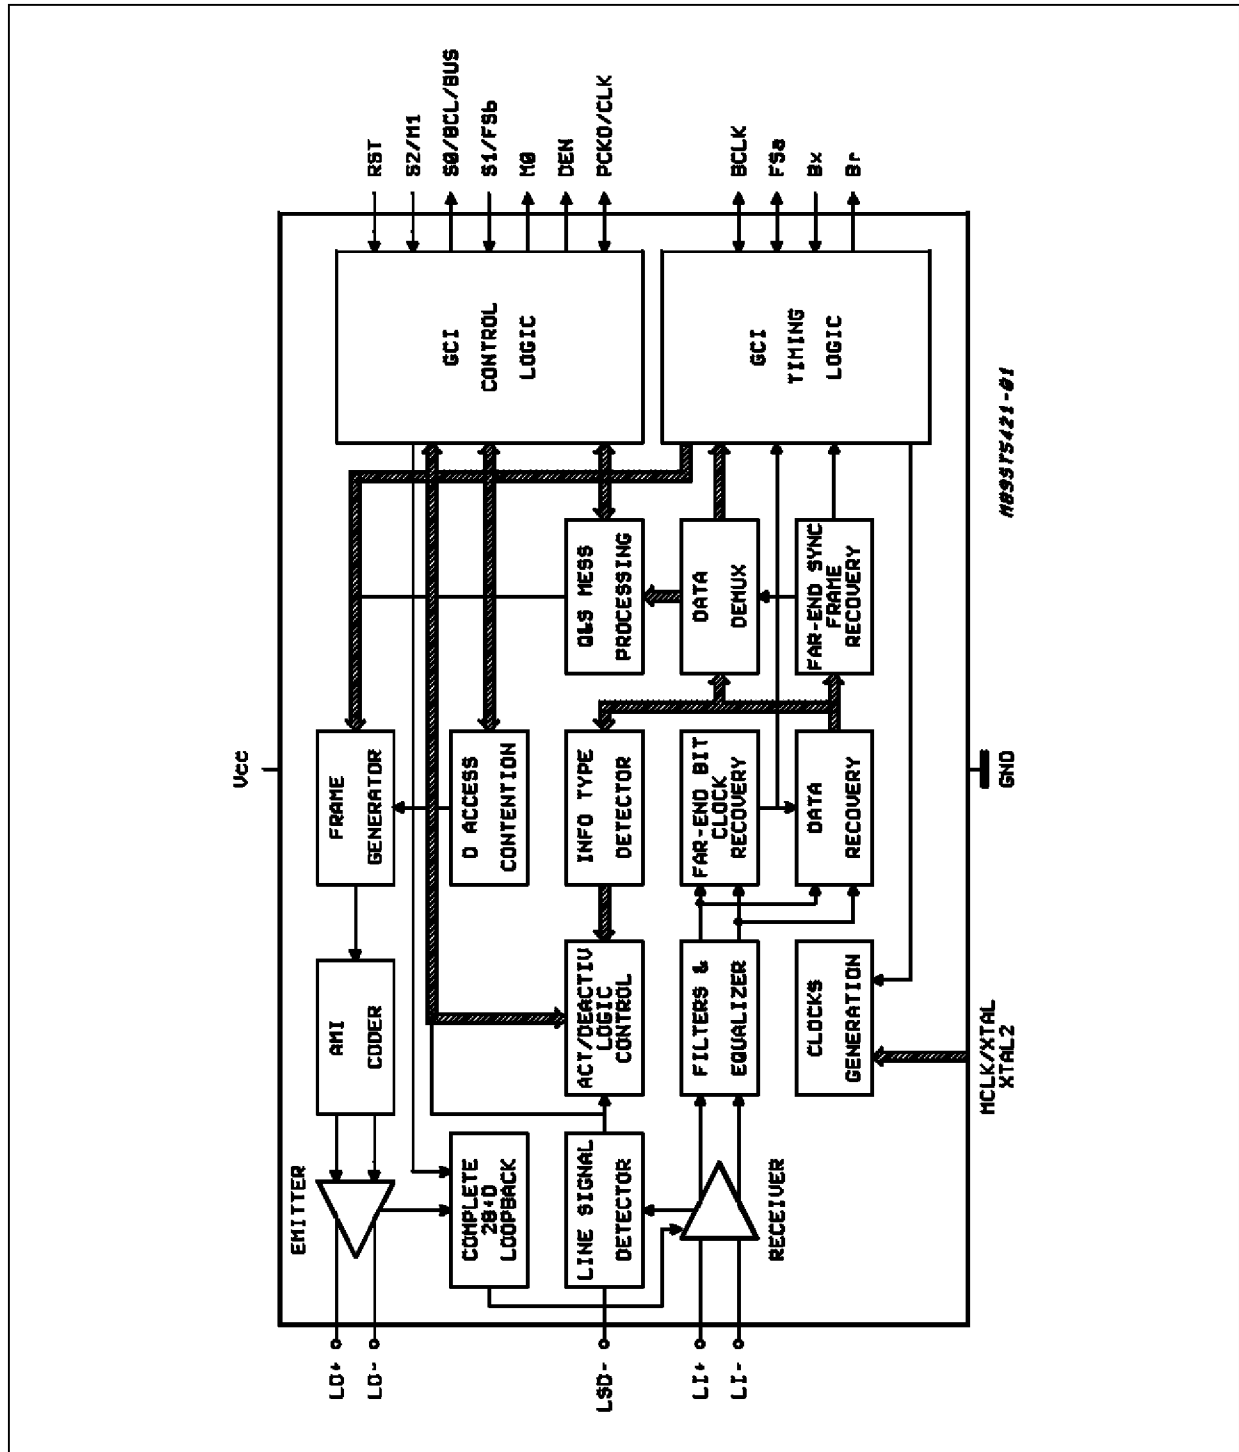 Vcc
EMITTER
LO+
LO-
AMI
CODER
FRAME
GENERATOR
RST
S2/M1
S0/BCL/BUS
S1/FSb
M0
DEN
PCKO/CLK
GCI
CONTROL
LOGIC
COMPLETE
2B+D
LOOPBACK
D ACCESS
CONTENTION
LSD-
LINE SIGNAL
DETECTOR
ACT/DEACTIV
LOGIC
CONTROL
INFO TYPE
DETECTOR
Q&S MESS
PROCESSING
LI+
LI-
RECEIVER
FILTERS &
EQUALIZER
FAR-END BIT
CLOCK
RECOVERY
DATA
DEMUX
GCI
TIMING
LOGIC
BCLK
FSa
Bx
Br
CLOCKS
GENERATION
DATA
RECOVERY
FAR-END SYNC
FRAME
RECOVERY
MCLK/XTAL
XTAL2
GND
M89ST5421-01